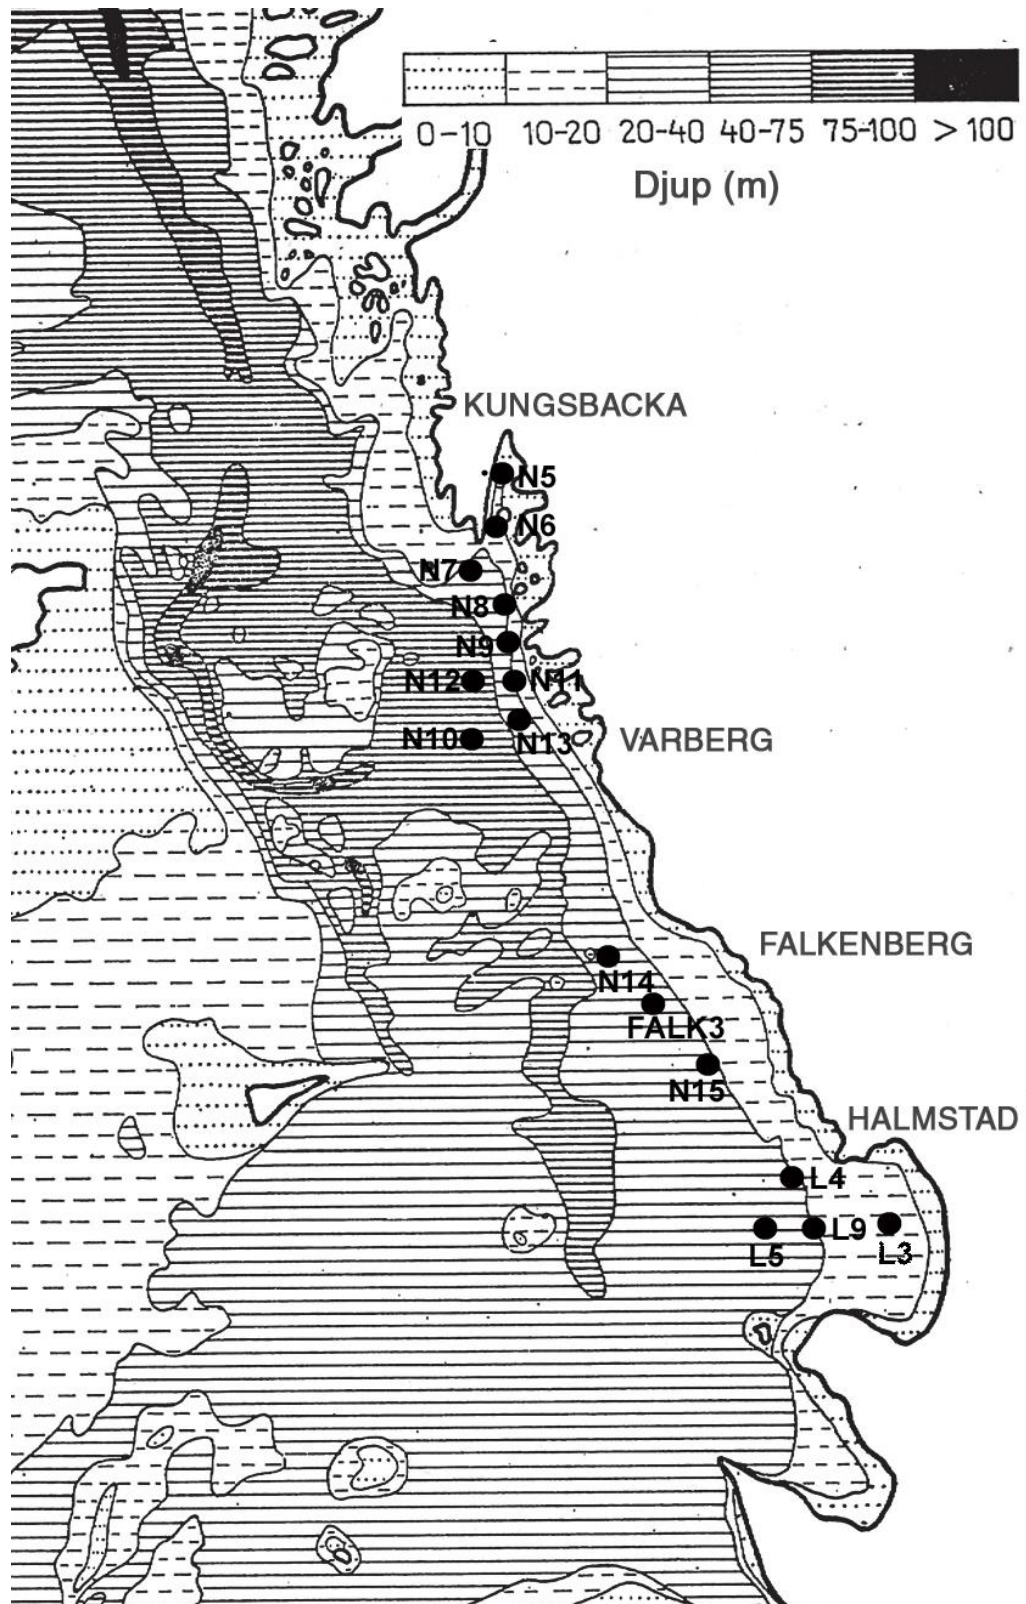 0-10 10-20 20-40 40-75 75-100 >100
Djup (m)
KUNGSBACKA
N5
N6
N7
N8
N9
N12 N11
N10 N13 VARBERG
FALKENBERG
N14
FALK3
N15
HALMSTAD
L4
L9
L5 L3